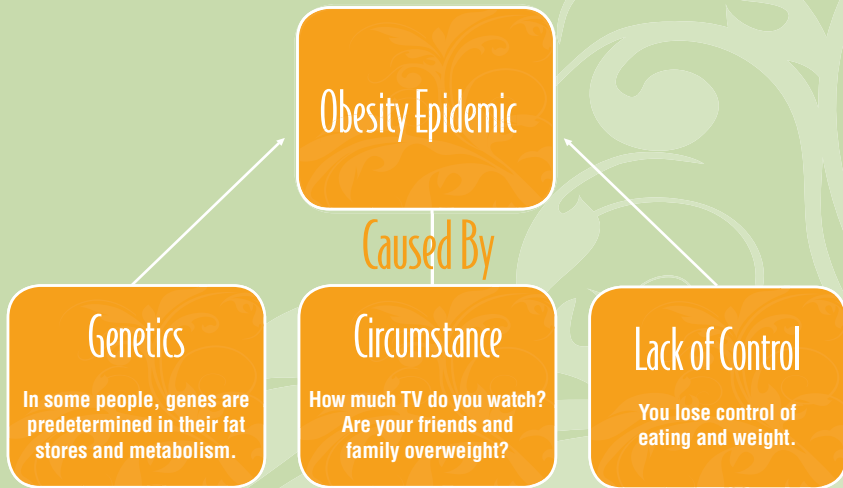 Obesity Epidemic
Caused By
Genetics
In some people, genes are
predetermined in their fat
stores and metabolism.
Circumstance
How much TV do you watch?
Are your friends and
family overweight?
Lack of Control
You lose control of
eating and weight.